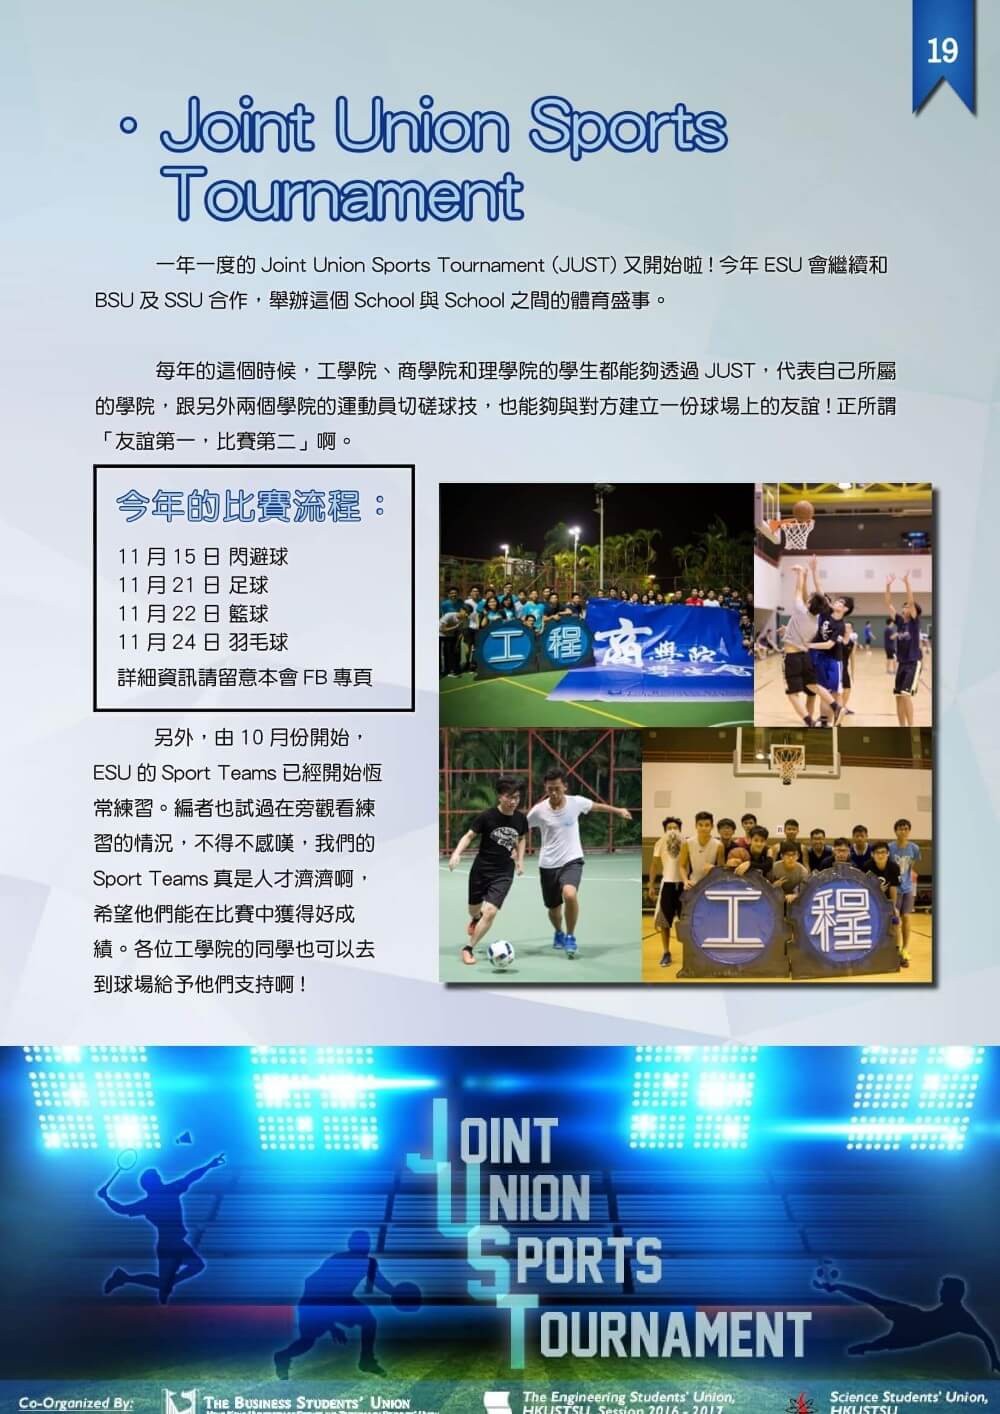 19
• Joint Union Sports
Tournament
一年一度的 Joint Union Sports Tournament (JUST) 又開始啦！今年 ESU 會繼續和
BSU 及 SSU 合作，舉辦這個 School 與 School 之間的體育盛事。
每年的這個時候，工學院、商學院和理學院的學生都能夠透過 JUST，代表自己所屬
的學院，跟另外兩個學院的運動員切磋球技，也能夠與對方建立一份球場上的友誼！正所謂
「友誼第一，比賽第二」啊。
今年的比賽流程：
11 月 15 日 閃避球
11 月 21 日 足球
11 月 22 日 籃球
11 月 24 日 羽毛球
詳細資訊請留意本會 FB 專頁
另外，由 10 月份開始，
ESU 的 Sport Teams 已經開始恆
常練習。編者也試過在旁觀看練
習的情況，不得不感嘆，我們的
Sport Teams 真是人才濟濟啊，
希望他們能在比賽中獲得好成
績。各位工學院的同學也可以去
到球場給予他們支持啊！
工程 商學院
工程
JOINT
UNION
SPORTS
TOURNAMENT
Co-Organized By:
THE BUSINESS STUDENTS' UNION
The Engineering Students' Union,
HKUSTSU, Session 2016 - 2017
Science Students' Union,
HKUSTSU